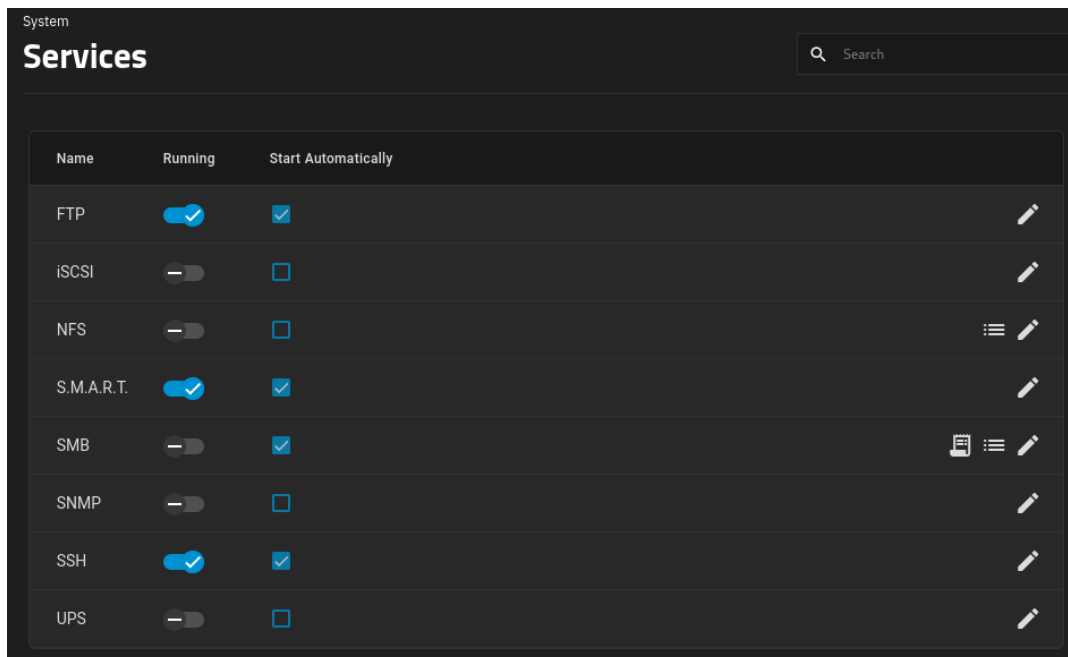 System
Services
Search
Name Running Start Automatically
FTP
iSCSI
NFS
S.M.A.R.T.
SMB
SNMP
SSH
UPS